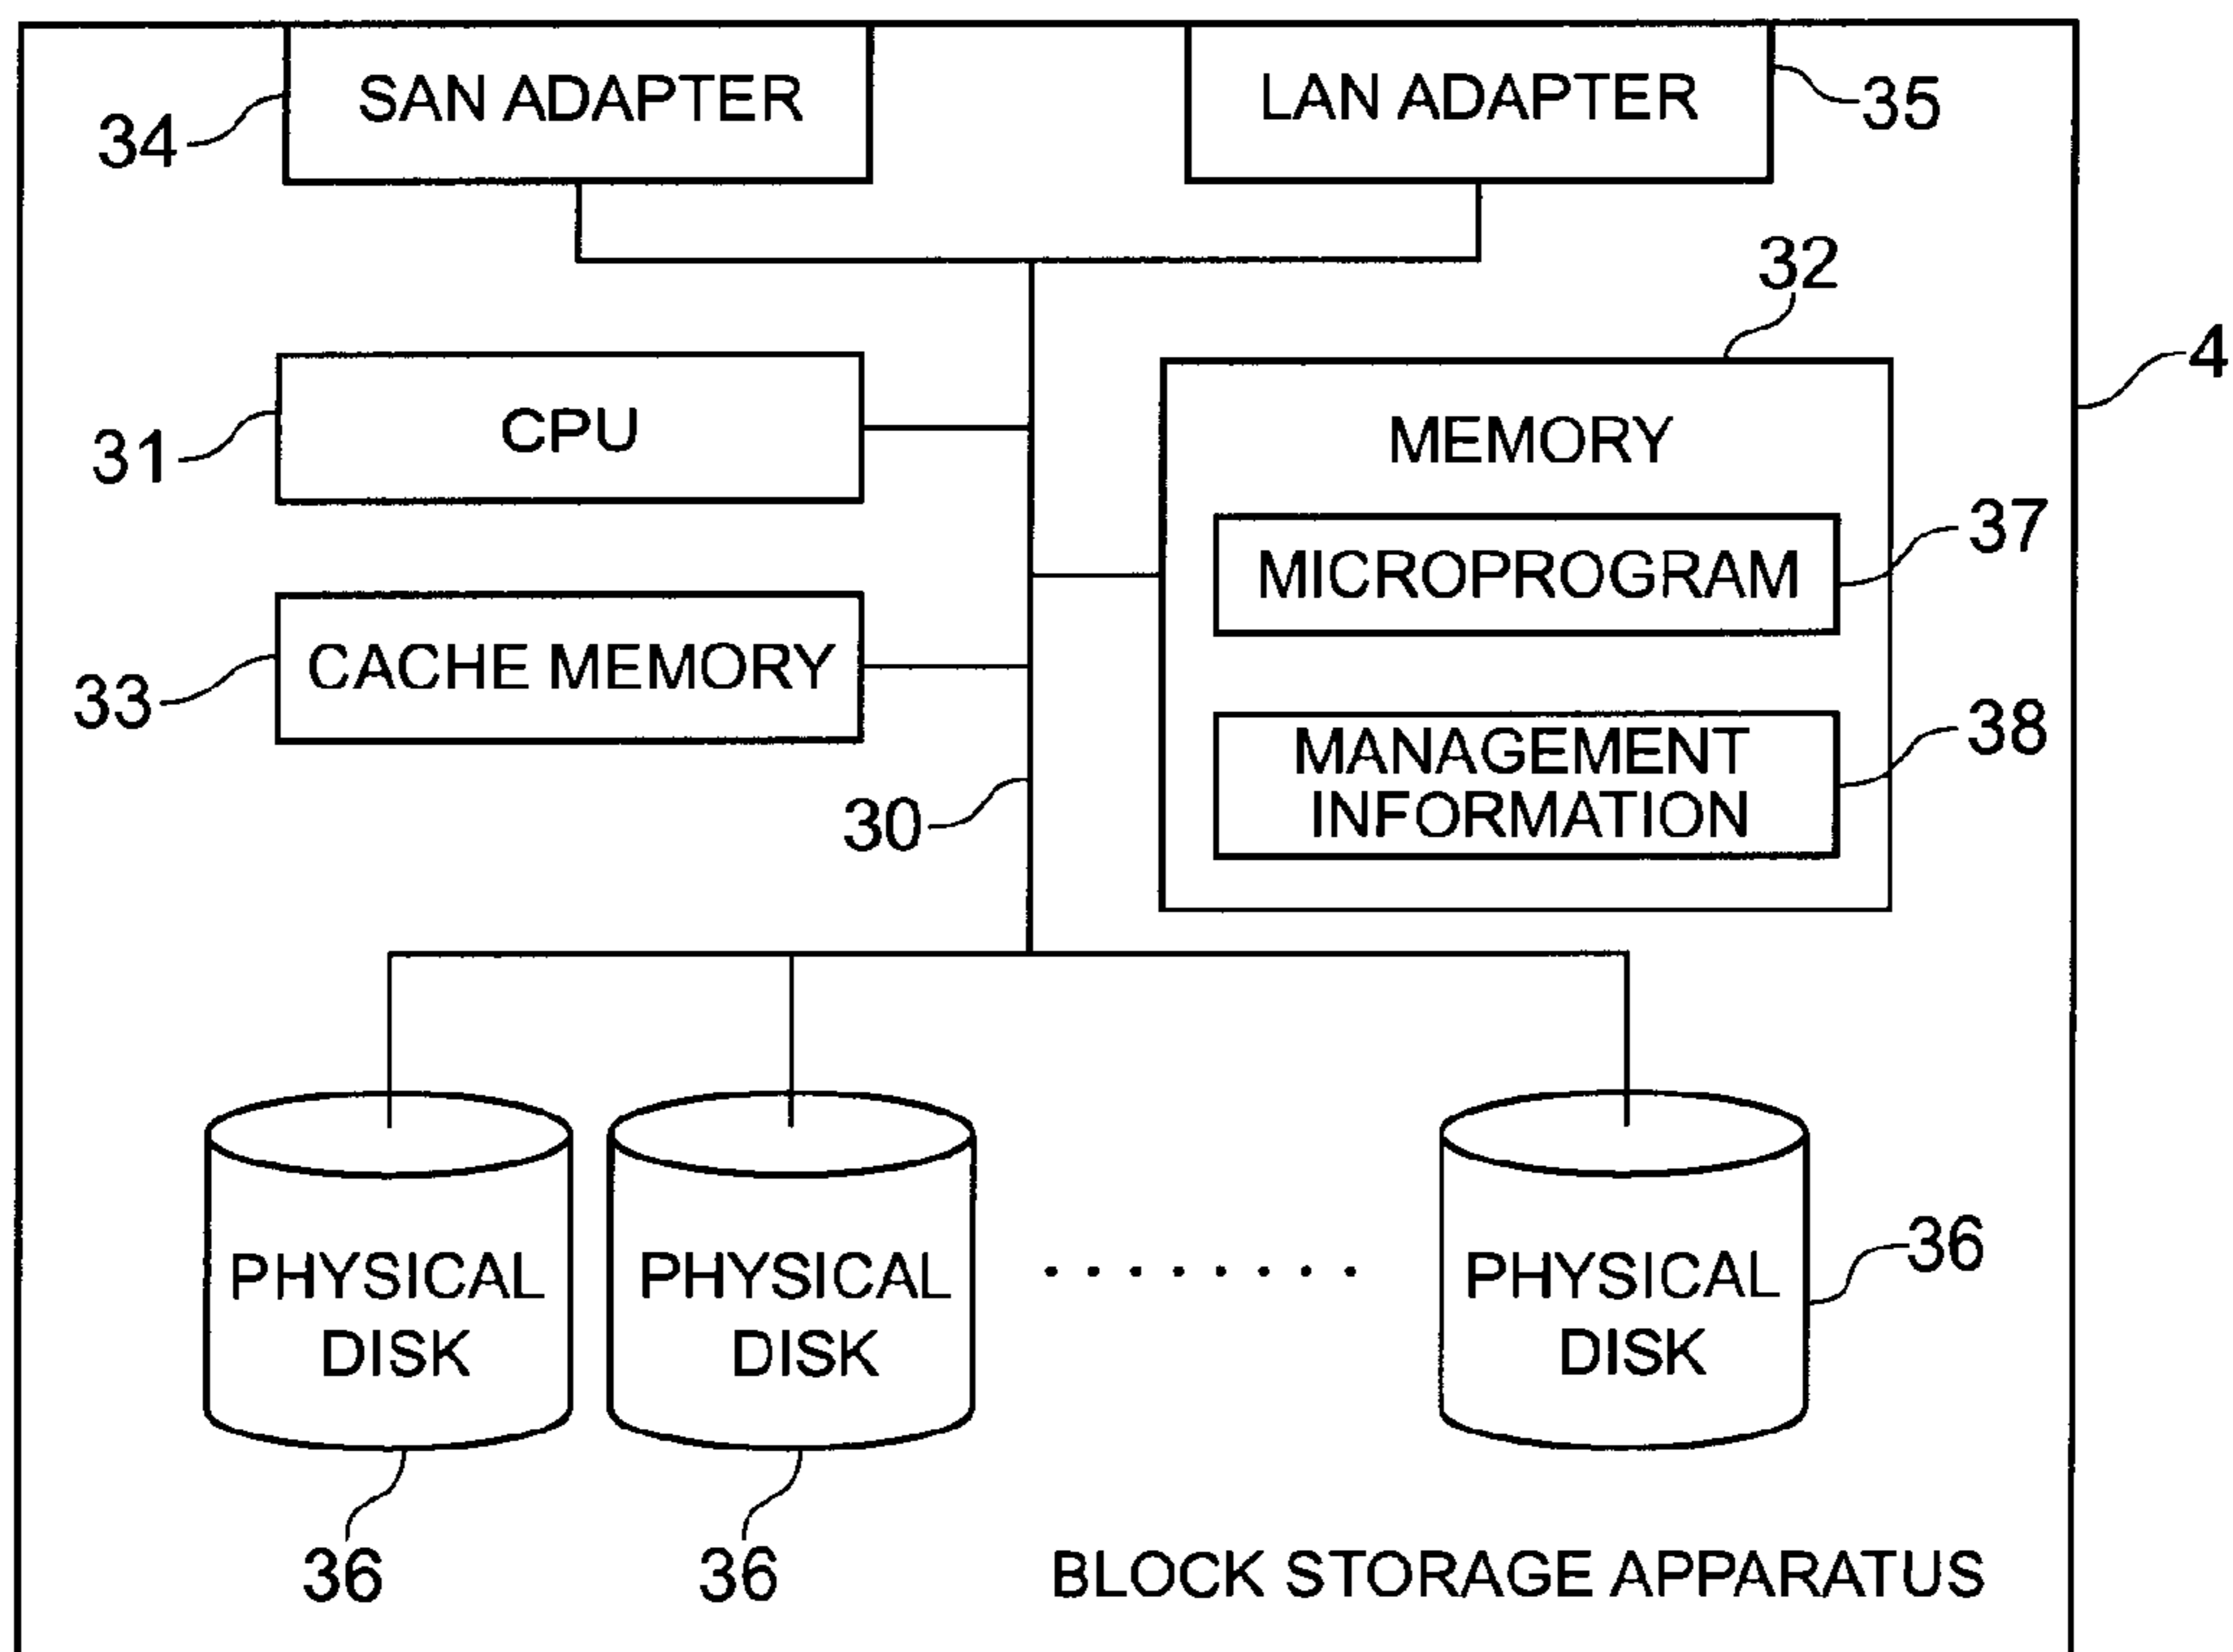 SAN ADAPTER
LAN ADAPTER
34
35
32
4
CPU
31
MEMORY
37
MICROPROGRAM
CACHE MEMORY
33
38
MANAGEMENT
INFORMATION
30
PHYSICAL
DISK
PHYSICAL
DISK
........
PHYSICAL
DISK
36
36
36
BLOCK STORAGE APPARATUS